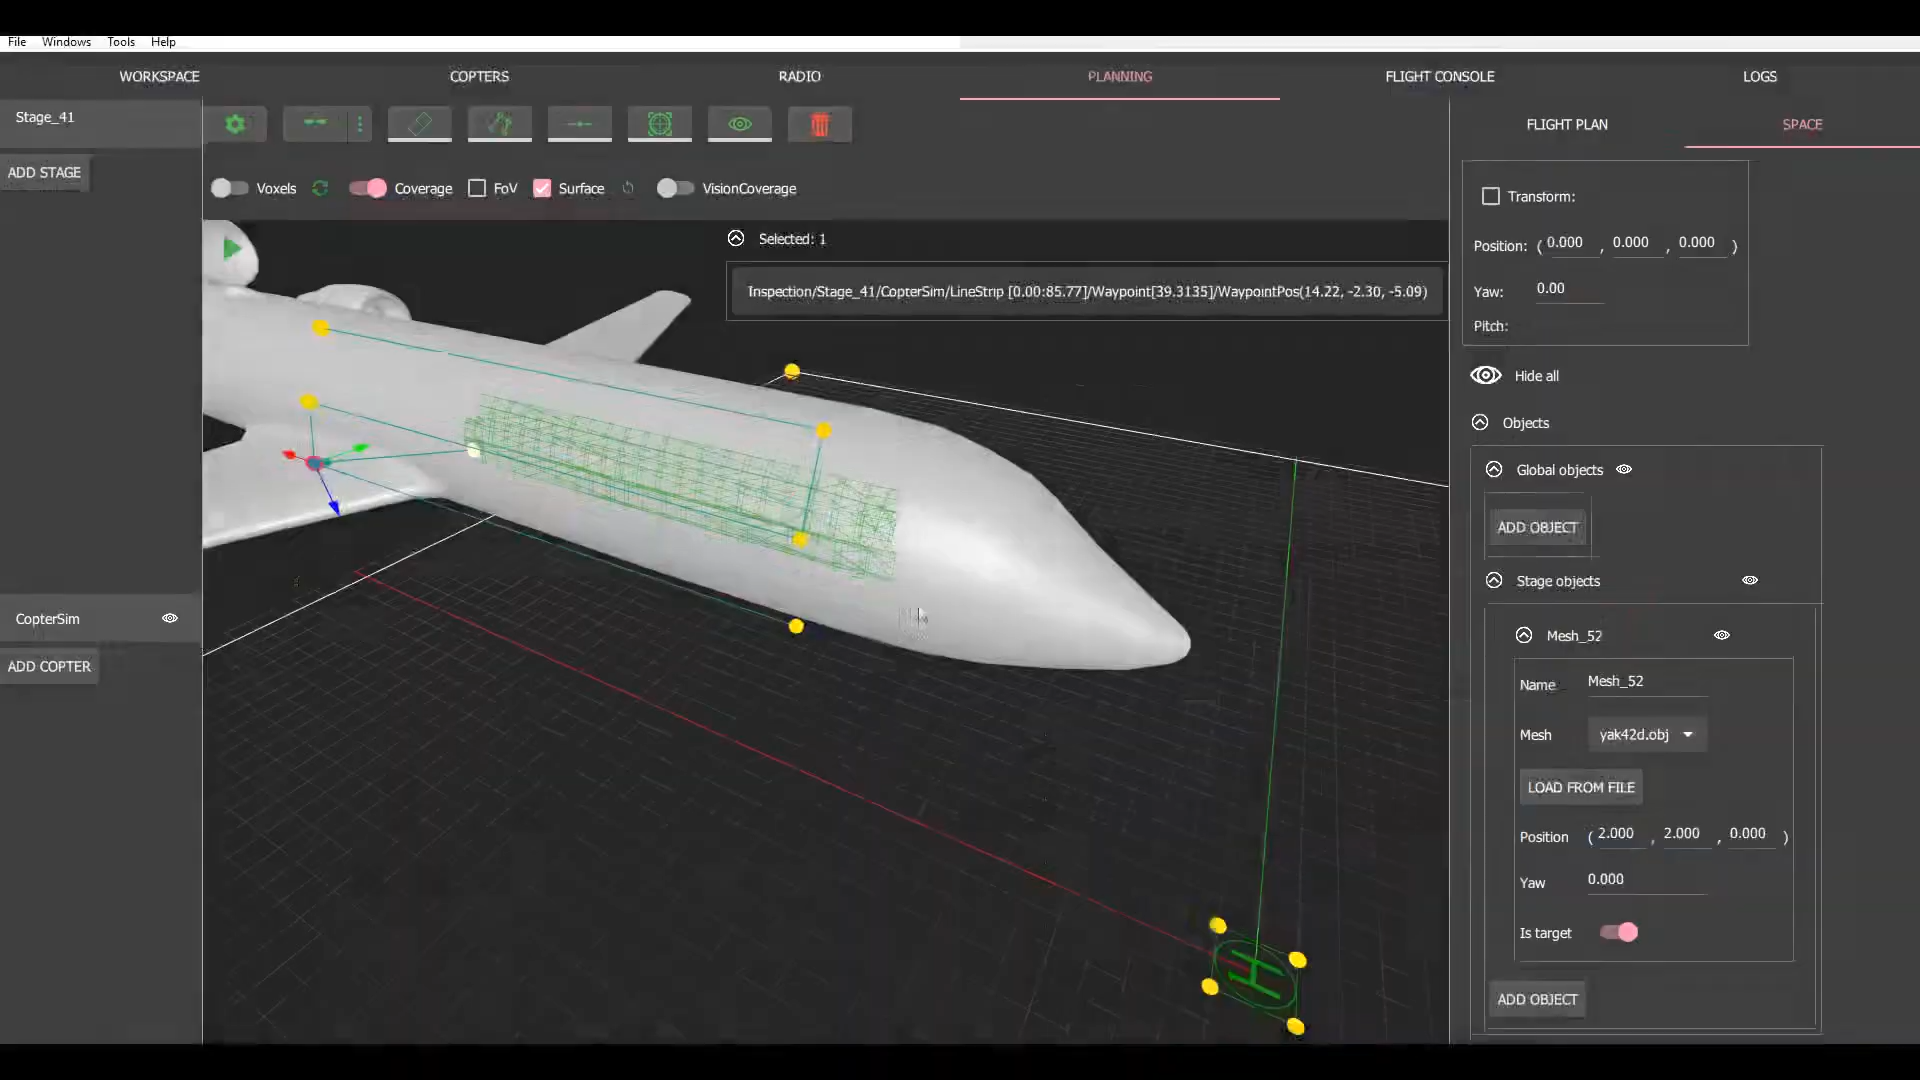 File Windows Tools Help
WORKSPACE COPTERS RADIO PLANNING FLIGHT CONSOLE LOGS
Stage_41
ADD STAGE
CopterSim
ADD COPTER
Voxels Coverage FoV Surface VisionCoverage
Selected: 1
Inspection/Stage_41/CopterSim/LineStrip [0.00:85.77]/Waypoint[39.3135]/WaypointPos(14.22, -2.30, -5.09)
H
FLIGHT PLAN SPACE
Transform:
Position: ( 0.000 , 0.000 , 0.000 )
Yaw: 0.00
Pitch:
Hide all
Objects
Global objects
ADD OBJECT
Stage objects
Mesh_52
Name Mesh_52
Mesh yak42d.obj
LOAD FROM FILE
Position ( 2.000 , 2.000 , 0.000 )
Yaw 0.000
Is target
ADD OBJECT